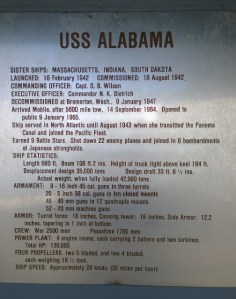 USS ALABAMA
SISTER SHIPS: MASSACHUSETTS, INDIANA, SOUTH DAKOTA
LAUNCHED: 16 February 1942 COMMISSIONED: 16 August 1942
COMMANDING OFFICER: Capt. G. B. Wilson
EXECUTIVE OFFICER: Commander N. K. Dietrich
DECOMMISSIONED at Bremerton, Wash. 9 January 1947
Arrived Mobile, after 5600 mile tow, 14 September 1964. Opened to
public 9 January 1965.
Ship served in North Atlantic until August 1943 when she transitted the Panama
Canal and joined the Pacific Fleet.
Earned 9 Battle Stars. Shot down 22 enemy planes and joined in 6 bombardments
of Japanese strongholds.
SHIP STATISTICS:
Length 680 ft. Beam 108 ft 2 ins. Height of truck light above keel 194 ft.
Displacement design 35,000 tons Design draft 33 ft 6 ½ ins.
Actual weight, when fully loaded 42,500 tons.
ARMAMENT: 9 - 16 inch 45 cal. guns in three turrets
20 - 5 inch 38 cal. guns in ten closed mounts
48 - 40 mm guns in 12 quadruple mounts
52 - 20 mm machine guns
ARMOR: Turret face: 18 inches, Conning tower: 16 inches, Side Armor: 12.2
inches, tapering to 1 inch at bottom.
CREW: War 2500 men Peacetime 1793 men
POWER PLANT: 4 engine rooms, each carrying 2 boilers and two turbines.
Total HP: 130,000
FOUR PROPELLERS: two 5 bladed, and two 4 bladed,
each weighing 18 ½ tons.
SHIP SPEED: Approximately 28 knots (32 miles per hour)